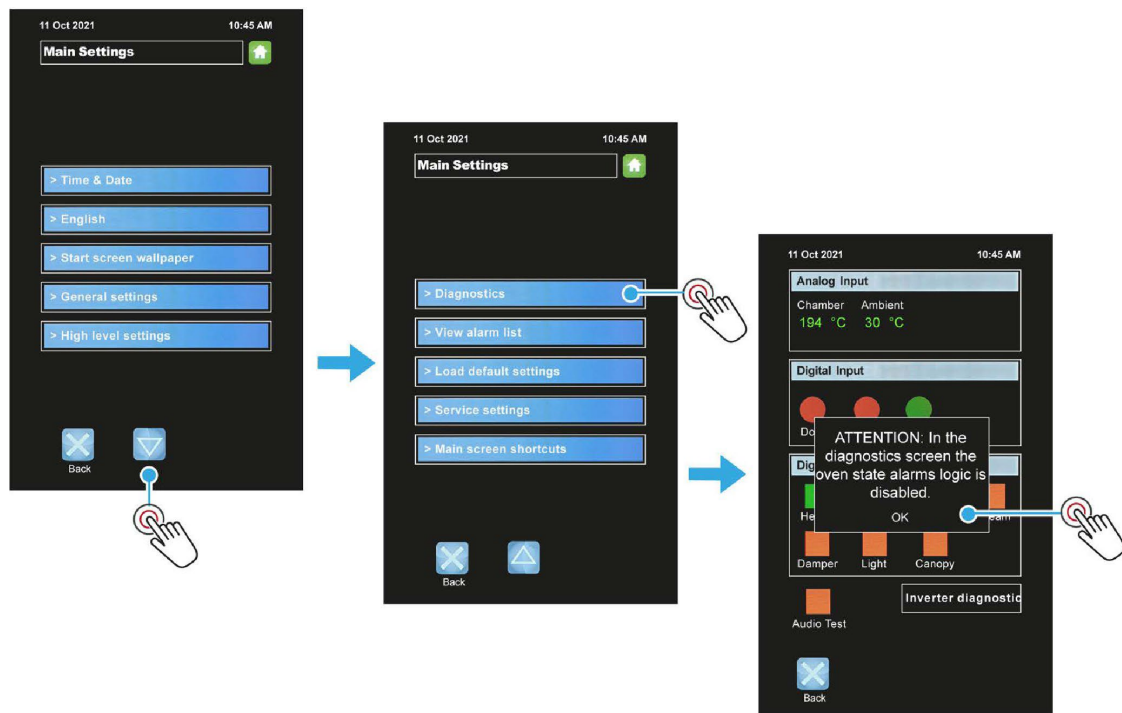 11 Oct 2021 10:45 AM
Main Settings
> Time & Date
> English
> Start screen wallpaper
> General settings
> High level settings
Back
11 Oct 2021 10:45 AM
Main Settings
> Diagnostics
> View alarm list
> Load default settings
> Service settings
> Main screen shortcuts
Back
11 Oct 2021 10:45 AM
Analog Input
Chamber Ambient
194 °C 30 °C
Digital Input
ATTENTION: In the
diagnostics screen the
oven state alarms logic is
disabled.
OK
Damper Light Canopy
Inverter diagnostic
Audio Test
Back